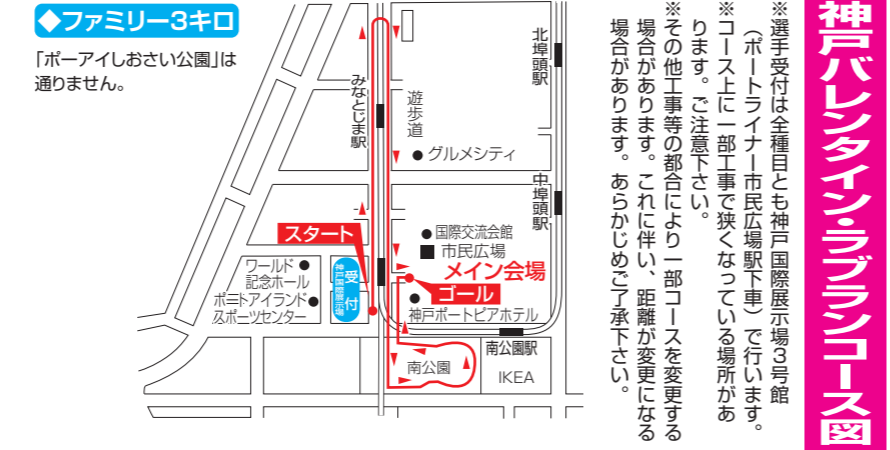 神戸バレンタイン・ラブランコース図
※選手受付は全種目とも神戸国際展示場3号館
（ポートライナー市民広場駅下車）で行います。
※コース上に一部工事で狭くなっている場所があ
ります。ご注意下さい。
※その他工事等の都合により一部コースを変更する
場合があります。これに伴い、距離が変更になる
場合があります。あらかじめご了承下さい。
◆ファミリー3キロ
「ポーアイしおさい公園」は
通りません。
北埠頭駅
みなとじま駅
遊歩道
グルメシティ
中埠頭駅
スタート
国際交流会館
市民広場
メイン会場
ゴール
ワールド
記念ホール
ポートアイランド
スポーツセンター
受付
神戸国際展示場
神戸ポートピアホテル
南公園駅
南公園
IKEA